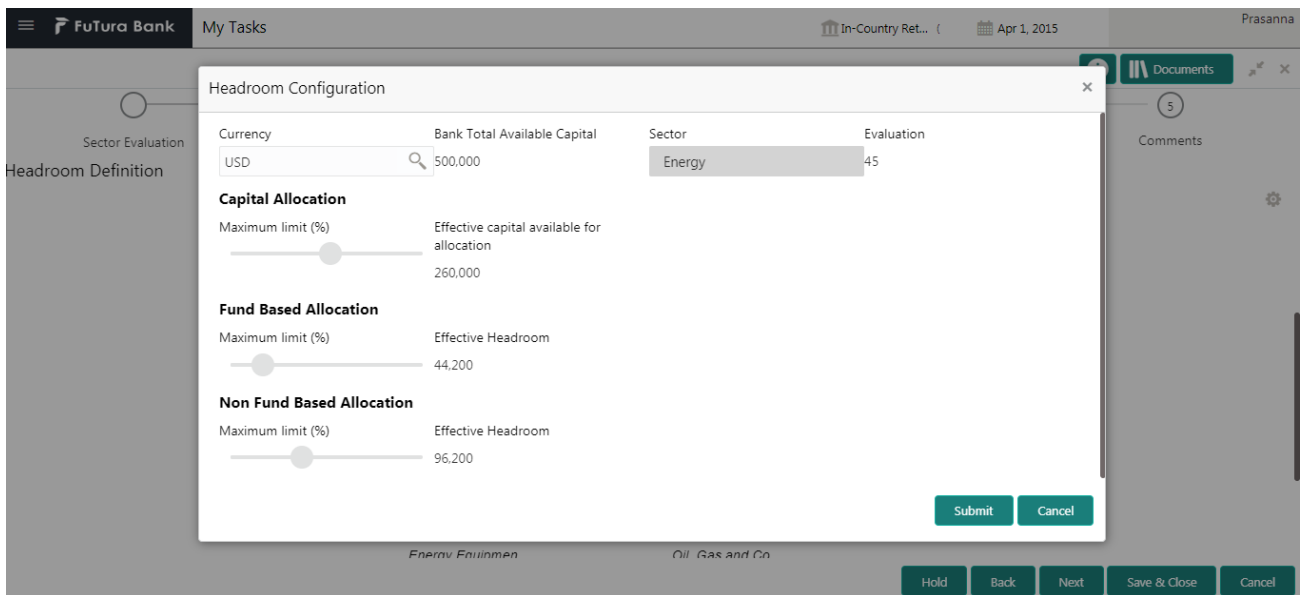 FuTura Bank
My Tasks
In-Country Ret... (
Apr 1, 2015
Prasanna
Documents
Headroom Configuration
5
Sector Evaluation
Comments
Headroom Definition
Currency
Bank Total Available Capital
Sector
Evaluation
USD
500,000
Energy
45
Capital Allocation
Maximum limit (%)
Effective capital available for
allocation
260,000
Fund Based Allocation
Maximum limit (%)
Effective Headroom
44,200
Non Fund Based Allocation
Maximum limit (%)
Effective Headroom
96,200
Submit
Cancel
Energy Equipmen
Oil, Gas and Co
Hold
Back
Next
Save & Close
Cancel